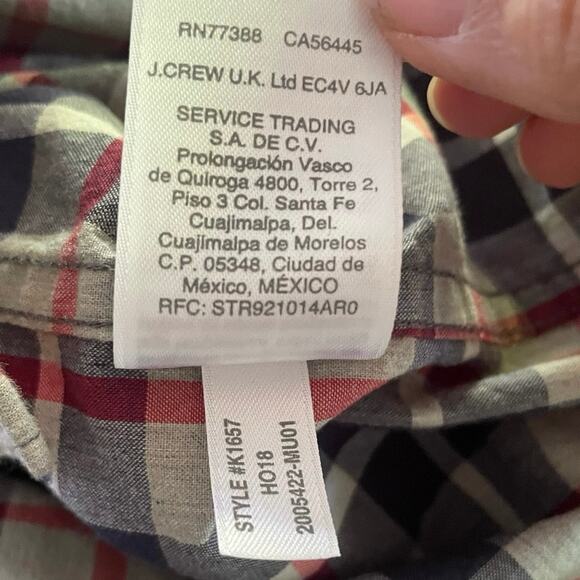 RN77388 CA56445
J.CREW U.K. Ltd EC4V 6JA
SERVICE TRADING
S.A. DE C.V.
Prolongación Vasco
de Quiroga 4800, Torre 2,
Piso 3 Col. Santa Fe
Cuajimalpa, Del.
Cuajimalpa de Morelos
C.P. 05348, Ciudad de
México, MÉXICO
RFC: STR921014AR0
STYLE #K1657
HO18
2005422-MU01